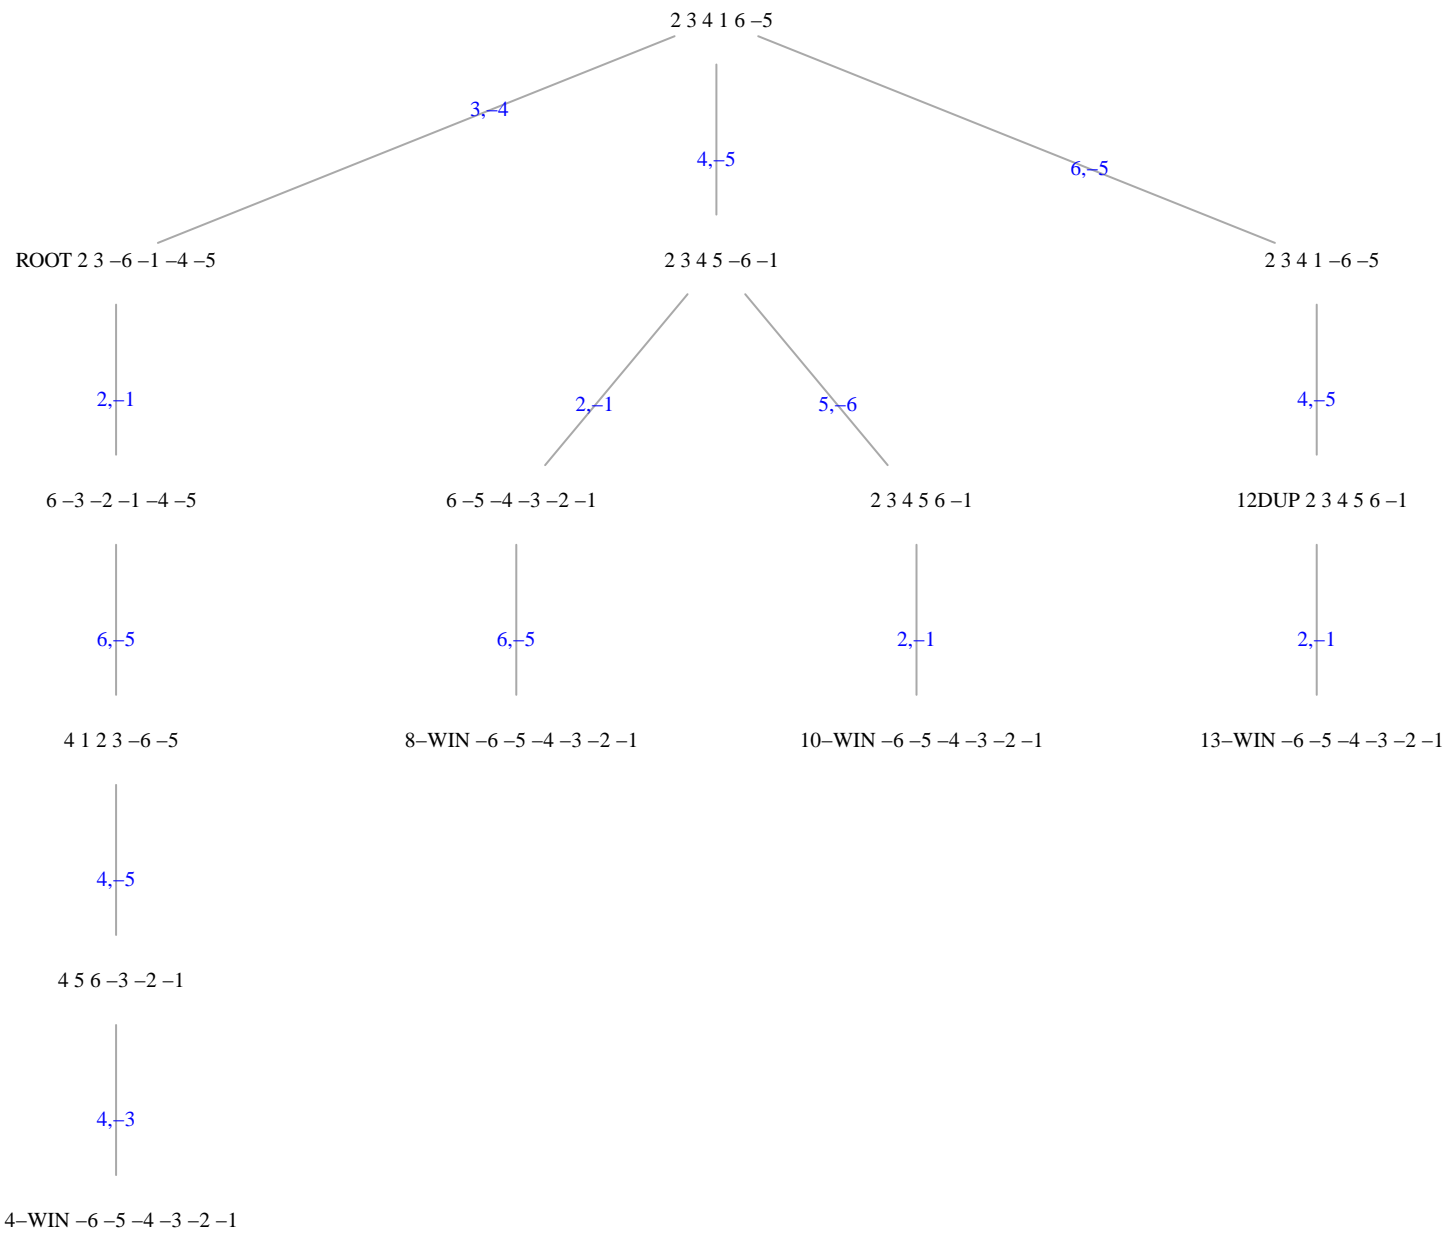 2 3 4 1 6 –5
3,–4
4,–5
6,–5
ROOT 2 3 –6 –1 –4 –5
2 3 4 5 –6 –1
2 3 4 1 –6 –5
2,–1
2,–1
5,–6
4,–5
6 –3 –2 –1 –4 –5
6 –5 –4 –3 –2 –1
2 3 4 5 6 –1
12DUP 2 3 4 5 6 –1
6,–5
6,–5
2,–1
2,–1
4 1 2 3 –6 –5
8–WIN –6 –5 –4 –3 –2 –1
10–WIN –6 –5 –4 –3 –2 –1
13–WIN –6 –5 –4 –3 –2 –1
4,–5
4 5 6 –3 –2 –1
4,–3
4–WIN –6 –5 –4 –3 –2 –1